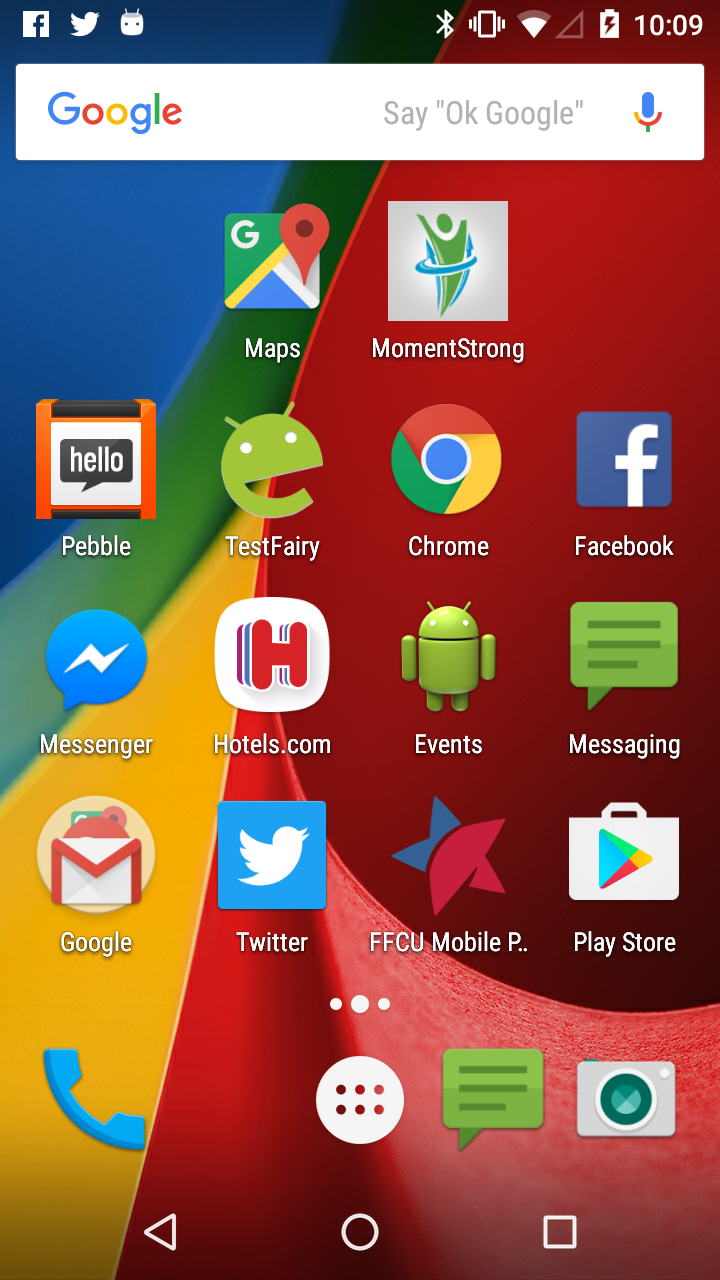 10:09
Google Say "Ok Google"
G
Maps MomentStrong
hello
Pebble TestFairy Chrome Facebook
H
Messenger Hotels.com Events Messaging
Google Twitter FFCU Mobile P..
Play Store